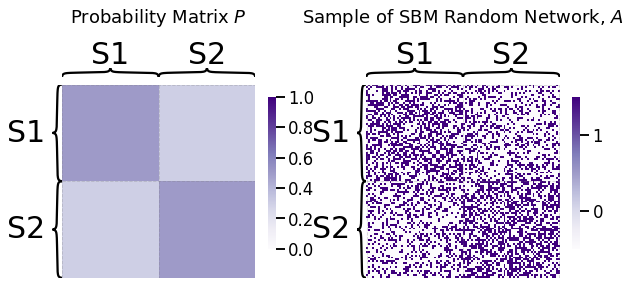 Probability Matrix P
S1 S2
S1
S2
1.0
0.8
0.6
0.4
0.2
0.0
Sample of SBM Random Network, A
S1 S2
S1
S2
1
0